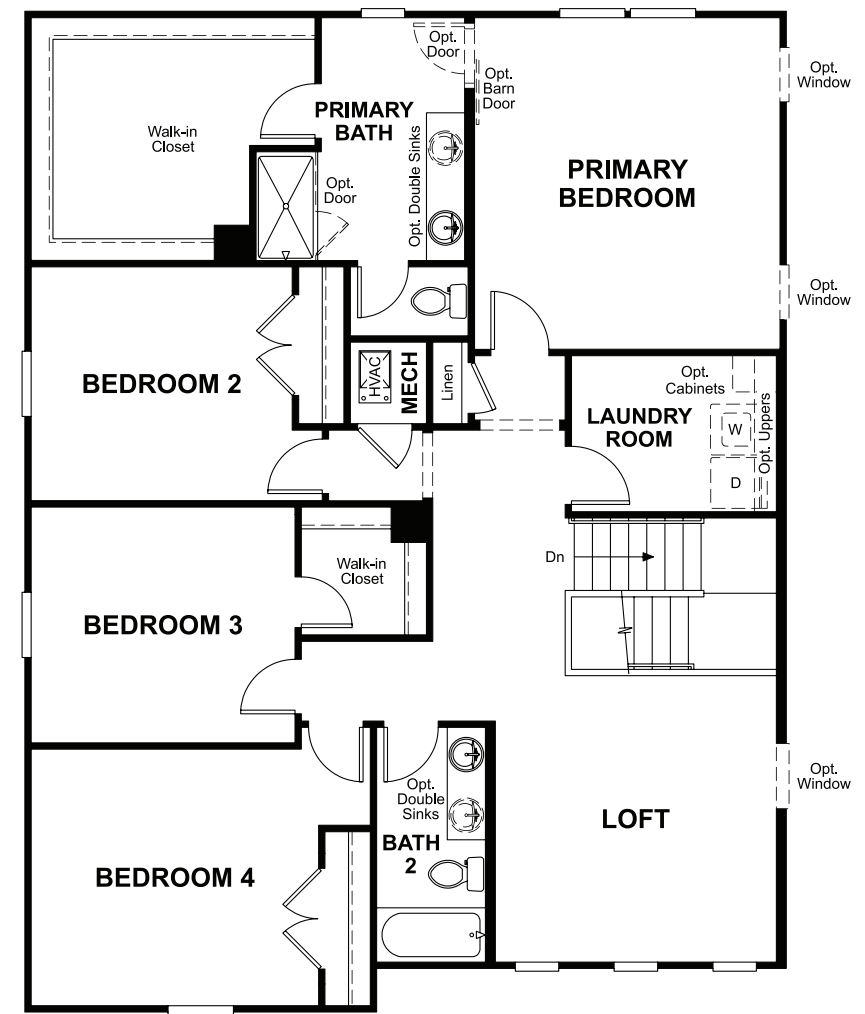 Opt.
Door
Opt.
Window
Opt.
Barn
Door
PRIMARY
BATH
Walk-in
Closet
Opt. Double Sinks
PRIMARY
BEDROOM
Opt.
Door
Opt.
Window
BEDROOM 2
HVAC
MECH
Linen
Opt.
Cabinets
LAUNDRY
ROOM
W
Opt. Uppers
D
Dn
Walk-in
Closet
BEDROOM 3
N
Opt.
Double
Sinks
Opt.
Window
LOFT
BATH
2
BEDROOM 4